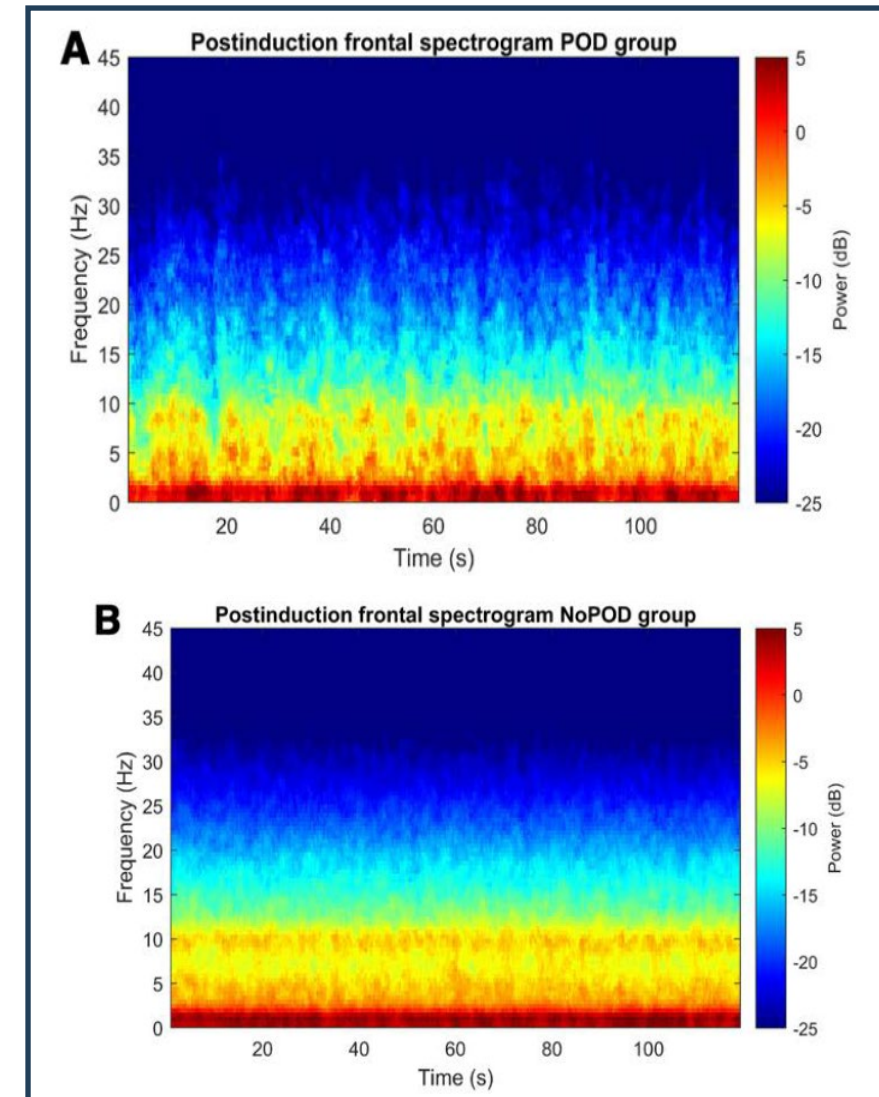 A
Postinduction frontal spectrogram POD group
45
40
35
30
25
20
15
10
5
0
Frequency (Hz)
20 40 60 80 100
Time (s)
5
0
-5
-10
-15
-20
-25
Power (dB)
B
Postinduction frontal spectrogram NoPOD group
45
40
35
30
25
20
15
10
5
0
Frequency (Hz)
20 40 60 80 100
Time (s)
5
0
-5
-10
-15
-20
-25
Power (dB)